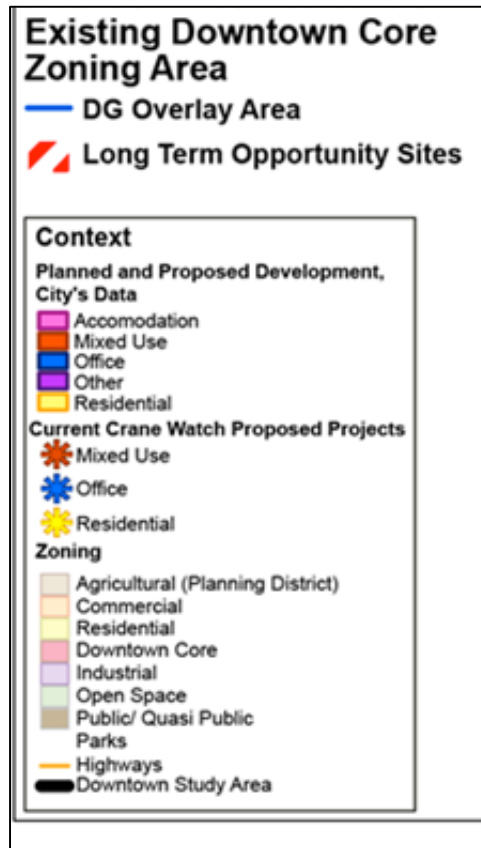 Existing Downtown Core
Zoning Area
DG Overlay Area
Long Term Opportunity Sites
Context
Planned and Proposed Development,
City's Data
Accomodation
Mixed Use
Office
Other
Residential
Current Crane Watch Proposed Projects
Mixed Use
Office
Residential
Zoning
Agricultural (Planning District)
Commercial
Residential
Downtown Core
Industrial
Open Space
Public/ Quasi Public
Parks
Highways
Downtown Study Area